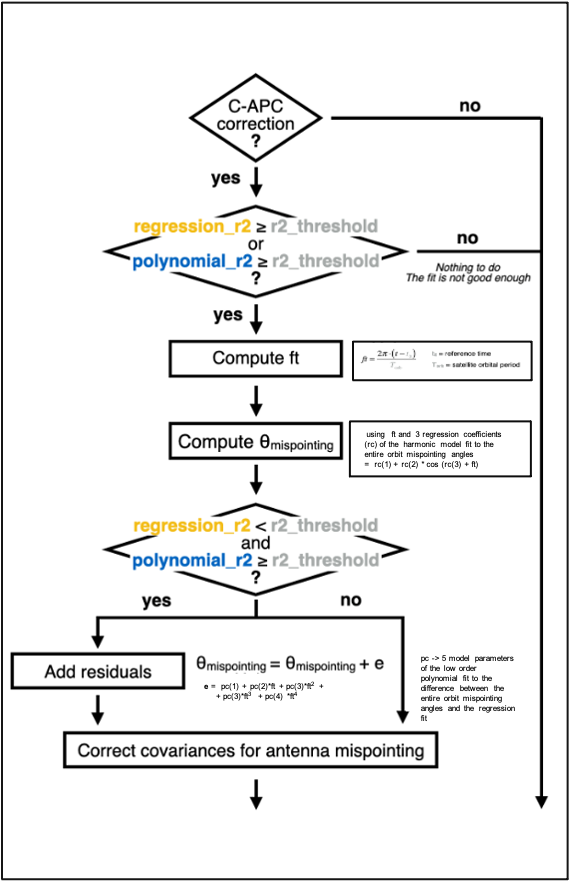 C-APC
correction
?
no
yes
regression_r2 ≥ r2_threshold
or
polynomial_r2 ≥ r2_threshold
?
no
Nothing to do
The fit is not good enough
yes
Compute ft
ft = 2π·(t − t₀) / Tₒᵣᵦ
t₀ = reference time
Tₒᵣᵦ = satellite orbital period
Compute θmispointing
using ft and 3 regression coefficients
(rc) of the harmonic model fit to the
entire orbit mispointing angles
= rc(1) + rc(2) * cos (rc(3) + ft)
regression_r2 < r2_threshold
and
polynomial_r2 ≥ r2_threshold
?
yes
no
Add residuals
θmispointing = θmispointing + e
e = pc(1) + pc(2)*ft + pc(3)*ft² +
+ pc(3)*ft³ + pc(4) *ft⁴
pc -> 5 model parameters
of the low order
polynomial fit to the
difference between the
entire orbit mispointing
angles and the regression
fit
Correct covariances for antenna mispointing